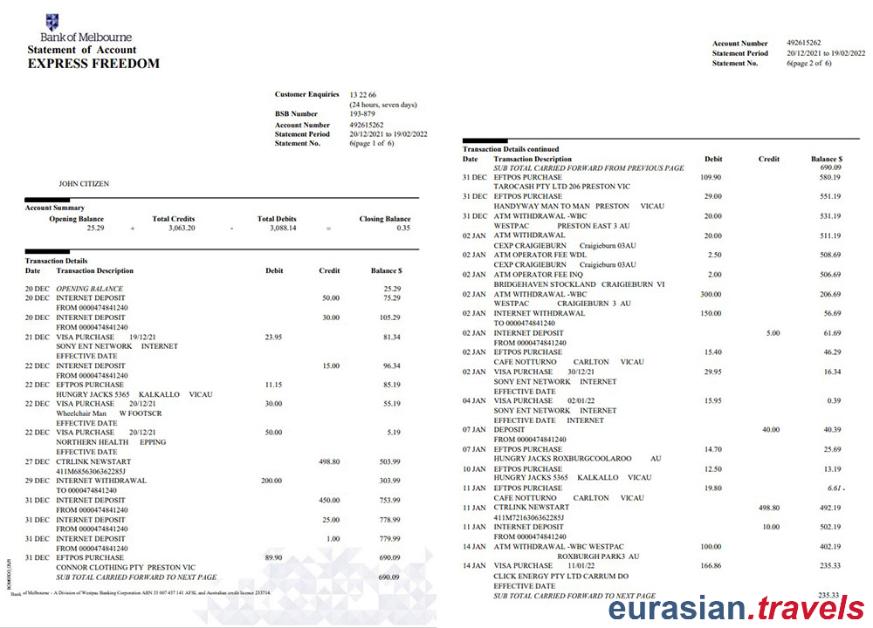 Bank of Melbourne
Statement of Account
EXPRESS FREEDOM
Customer Enquiries 13 22 66
(24 hours, seven days)
BSB Number 193-879
Account Number 492615262
Statement Period 20/12/2021 to 19/02/2022
Statement No. 6(page 1 of 6)
JOHN CITIZEN
Account Summary
Opening Balance Total Credits Total Debits Closing Balance
25.29 + 3,063.20 - 3,088.14 = 0.35
Transaction Details
Date Transaction Description Debit Credit Balance $
20 DEC OPENING BALANCE 25.29
20 DEC INTERNET DEPOSIT 50.00 75.29
FROM 0000474841240
20 DEC INTERNET DEPOSIT 30.00 105.29
FROM 0000474841240
21 DEC VISA PURCHASE 19/12/21 23.95 81.34
SONY ENT NETWORK INTERNET
EFFECTIVE DATE
22 DEC INTERNET DEPOSIT 15.00 96.34
FROM 0000474841240
22 DEC EFTPOS PURCHASE 11.15 85.19
HUNGRY JACKS 5365 KALKALLO VICAU
22 DEC VISA PURCHASE 20/12/21 30.00 55.19
Wheelchair Man W FOOTSCR
EFFECTIVE DATE
22 DEC VISA PURCHASE 20/12/21 50.00 5.19
NORTHERN HEALTH EPPING
EFFECTIVE DATE
27 DEC CTRLINK NEWSTART 498.80 503.99
411M6856306362285J
29 DEC INTERNET WITHDRAWAL 200.00 303.99
TO 0000474841240
31 DEC INTERNET DEPOSIT 450.00 753.99
FROM 0000474841240
31 DEC INTERNET DEPOSIT 25.00 778.99
FROM 0000474841240
31 DEC INTERNET DEPOSIT 1.00 779.99
FROM 0000474841240
31 DEC EFTPOS PURCHASE 89.90 690.09
CONNOR CLOTHING PTY PRESTON VIC
SUB TOTAL CARRIED FORWARD TO NEXT PAGE 690.09
Bank of Melbourne - A Division of Westpac Banking Corporation ABN 33 007 457 141 AFSL and Australian credit licence 233714.
Account Number 492615262
Statement Period 20/12/2021 to 19/02/2022
Statement No. 6(page 2 of 6)
Transaction Details continued
Date Transaction Description Debit Credit Balance $
SUB TOTAL CARRIED FORWARD FROM PREVIOUS PAGE 690.09
31 DEC EFTPOS PURCHASE 109.90 580.19
TAROCASH PTY LTD 206 PRESTON VIC
31 DEC EFTPOS PURCHASE 29.00 551.19
HANDYWAY MAN TO MAN PRESTON VICAU
31 DEC ATM WITHDRAWAL -WBC 20.00 531.19
WESTPAC PRESTON EAST 3 AU
02 JAN ATM WITHDRAWAL 20.00 511.19
CEXP CRAIGIEBURN Craigieburn 03AU
02 JAN ATM OPERATOR FEE WDL 2.50 508.69
CEXP CRAIGIEBURN Craigieburn 03AU
02 JAN ATM OPERATOR FEE INQ 2.00 506.69
BRIDGEHAVEN STOCKLAND CRAIGEBURN VI
02 JAN ATM WITHDRAWAL -WBC 300.00 206.69
WESTPAC CRAIGIEBURN 3 AU
02 JAN INTERNET WITHDRAWAL 150.00 56.69
TO 0000474841240
02 JAN INTERNET DEPOSIT 5.00 61.69
FROM 0000474841240
02 JAN EFTPOS PURCHASE 15.40 46.29
CAFE NOTTURNO CARLTON VICAU
02 JAN VISA PURCHASE 30/12/21 29.95 16.34
SONY ENT NETWORK INTERNET
EFFECTIVE DATE
04 JAN VISA PURCHASE 02/01/22 15.95 0.39
SONY ENT NETWORK INTERNET
EFFECTIVE DATE INTERNET
07 JAN DEPOSIT 40.00 40.39
FROM 0000474841240
07 JAN EFTPOS PURCHASE 14.70 25.69
HUNGRY JACKS ROXBURGCOOLAROO AU
10 JAN EFTPOS PURCHASE 12.50 13.19
HUNGRY JACKS 5365 KALKALLO VICAU
11 JAN EFTPOS PURCHASE 19.80 6.61 -
CAFE NOTTURNO CARLTON VICAU
11 JAN CTRLINK NEWSTART 498.80 492.19
411M7216306362285J
11 JAN INTERNET DEPOSIT 10.00 502.19
FROM 0000474841240
14 JAN ATM WITHDRAWAL -WBC WESTPAC 100.00 402.19
ROXBURGH PARK3 AU
14 JAN VISA PURCHASE 11/01/22 166.86 235.33
CLICK ENERGY PTY LTD CARRUM DO
EFFECTIVE DATE
SUB TOTAL CARRIED FORWARD TO NEXT PAGE 235.33
eurasian.travels